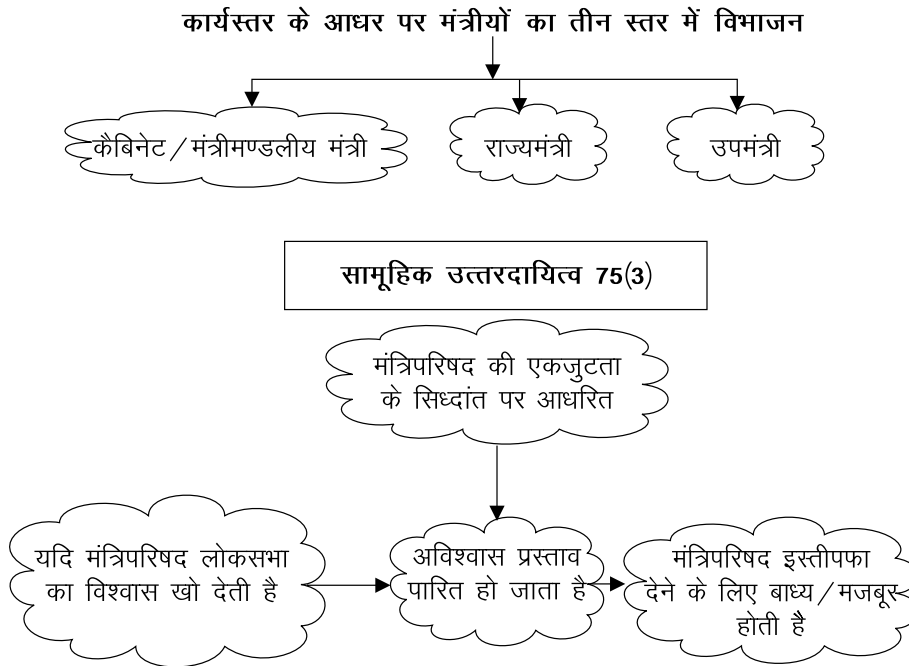 कार्यस्तर के आधर पर मंत्रीयों का तीन स्तर में विभाजन
कैबिनेट/मंत्रीमण्डलीय मंत्री
राज्यमंत्री
उपमंत्री
सामूहिक उत्तरदायित्व 75(3)
मंत्रिपरिषद की एकजुटता
के सिध्दांत पर आधरित
यदि मंत्रिपरिषद लोकसभा
का विश्वास खो देती है
अविश्वास प्रस्ताव
पारित हो जाता है
मंत्रिपरिषद इस्तीपफा
देने के लिए बाध्य/मजबूर
होती है